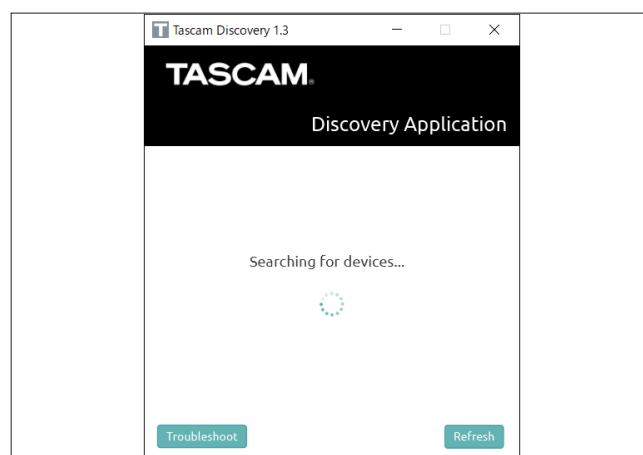 Tascam Discovery 1.3
TASCAM
Discovery Application
Searching for devices...
Troubleshoot
Refresh